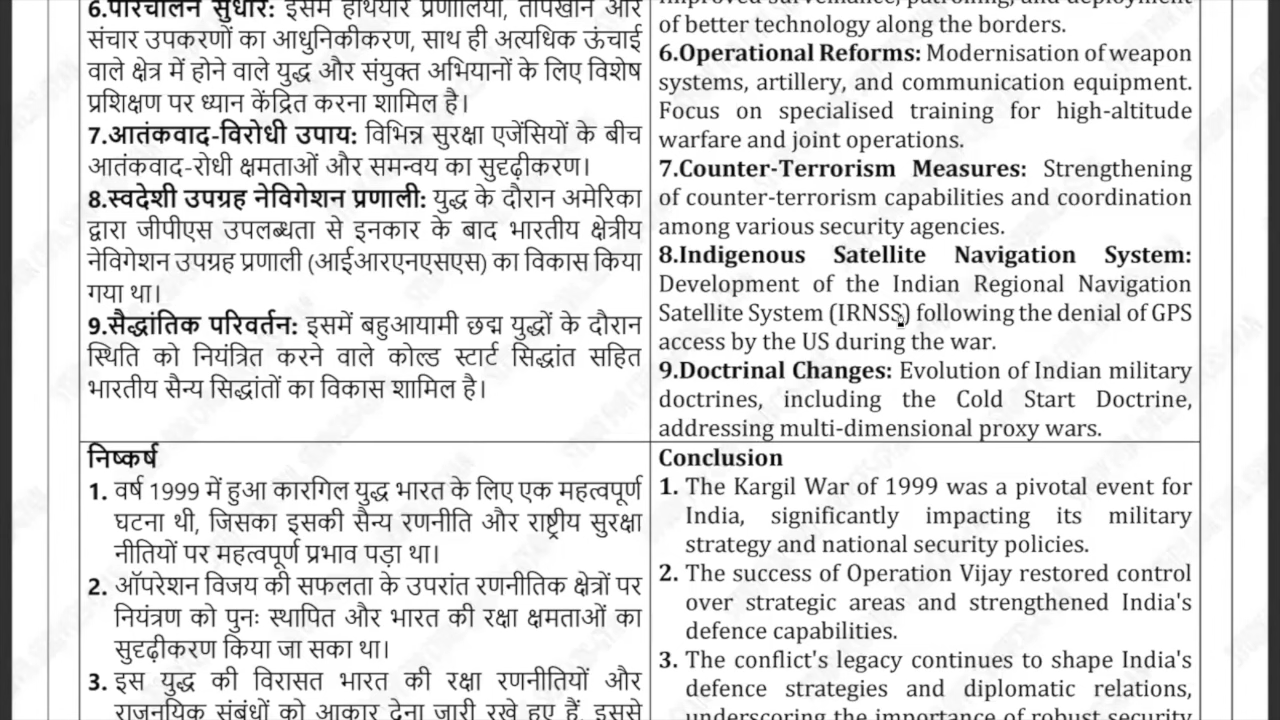 6.परिचालन सुधार: इसमें हथियार प्रणालियों, तोपखाने और
संचार उपकरणों का आधुनिकीकरण, साथ ही अत्यधिक ऊंचाई
वाले क्षेत्र में होने वाले युद्ध और संयुक्त अभियानों के लिए विशेष
प्रशिक्षण पर ध्यान केंद्रित करना शामिल है।
7.आतंकवाद-विरोधी उपाय: विभिन्न सुरक्षा एजेंसियों के बीच
आतंकवाद-रोधी क्षमताओं और समन्वय का सुदृढ़ीकरण।
8.स्वदेशी उपग्रह नेविगेशन प्रणाली: युद्ध के दौरान अमेरिका
द्वारा जीपीएस उपलब्धता से इनकार के बाद भारतीय क्षेत्रीय
नेविगेशन उपग्रह प्रणाली (आईआरएनएसएस) का विकास किया
गया था।
9.सैद्धांतिक परिवर्तन: इसमें बहुआयामी छद्म युद्धों के दौरान
स्थिति को नियंत्रित करने वाले कोल्ड स्टार्ट सिद्धांत सहित
भारतीय सैन्य सिद्धांतों का विकास शामिल है।
improved surveillance, patrolling, and deployment
of better technology along the borders.
6.Operational Reforms: Modernisation of weapon
systems, artillery, and communication equipment.
Focus on specialised training for high-altitude
warfare and joint operations.
7.Counter-Terrorism Measures: Strengthening
of counter-terrorism capabilities and coordination
among various security agencies.
8.Indigenous Satellite Navigation System:
Development of the Indian Regional Navigation
Satellite System (IRNSS) following the denial of GPS
access by the US during the war.
9.Doctrinal Changes: Evolution of Indian military
doctrines, including the Cold Start Doctrine,
addressing multi-dimensional proxy wars.
निष्कर्ष
1. वर्ष 1999 में हुआ कारगिल युद्ध भारत के लिए एक महत्वपूर्ण
घटना थी, जिसका इसकी सैन्य रणनीति और राष्ट्रीय सुरक्षा
नीतियों पर महत्वपूर्ण प्रभाव पड़ा था।
2. ऑपरेशन विजय की सफलता के उपरांत रणनीतिक क्षेत्रों पर
नियंत्रण को पुनः स्थापित और भारत की रक्षा क्षमताओं का
सुदृढ़ीकरण किया जा सका था।
3. इस युद्ध की विरासत भारत की रक्षा रणनीतियों और
राजनयिक संबंधों को आकार देना जारी रखे हुए हैं, इससे
Conclusion
1. The Kargil War of 1999 was a pivotal event for
India, significantly impacting its military
strategy and national security policies.
2. The success of Operation Vijay restored control
over strategic areas and strengthened India's
defence capabilities.
3. The conflict's legacy continues to shape India's
defence strategies and diplomatic relations,
underscoring the importance of robust security